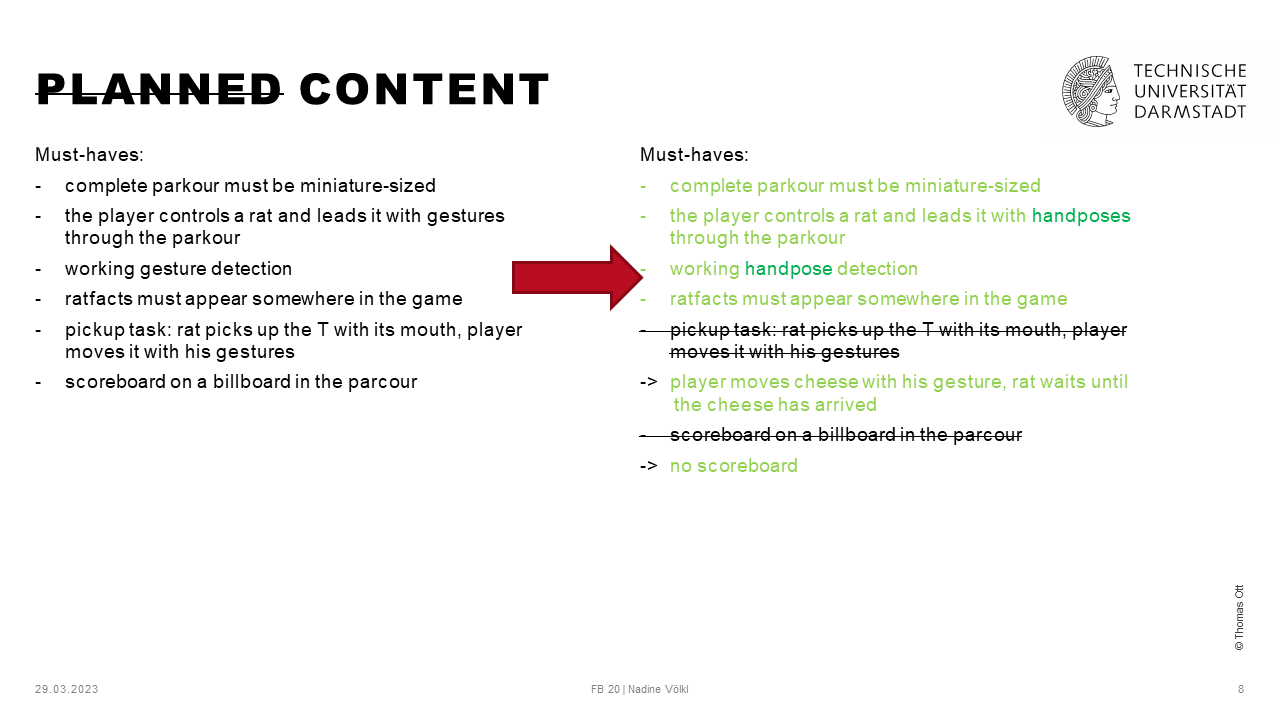 PLANNED CONTENT
TECHNISCHE
UNIVERSITÄT
DARMSTADT
Must-haves:
- complete parkour must be miniature-sized
- the player controls a rat and leads it with gestures
through the parkour
- working gesture detection
- ratfacts must appear somewhere in the game
- pickup task: rat picks up the T with its mouth, player
moves it with his gestures
- scoreboard on a billboard in the parcour
Must-haves:
- complete parkour must be miniature-sized
- the player controls a rat and leads it with handposes
through the parkour
- working handpose detection
- ratfacts must appear somewhere in the game
- pickup task: rat picks up the T with its mouth, player
moves it with his gestures
-> player moves cheese with his gesture, rat waits until
the cheese has arrived
- scoreboard on a billboard in the parcour
-> no scoreboard
© Thomas Ott
29.03.2023
FB 20 | Nadine Völkl
8